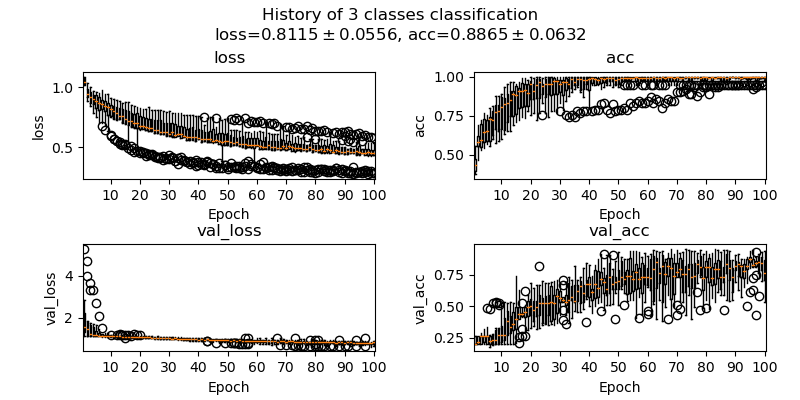 History of 3 classes classification
loss=0.8115 ± 0.0556, acc=0.8865 ± 0.0632
loss
acc
1.0
0.5
loss
10 20 30 40 50 60 70 80 90 100
Epoch
1.00
0.75
0.50
acc
10 20 30 40 50 60 70 80 90 100
Epoch
val_loss
val_acc
4
2
val_loss
10 20 30 40 50 60 70 80 90 100
Epoch
0.75
0.50
0.25
val_acc
10 20 30 40 50 60 70 80 90 100
Epoch